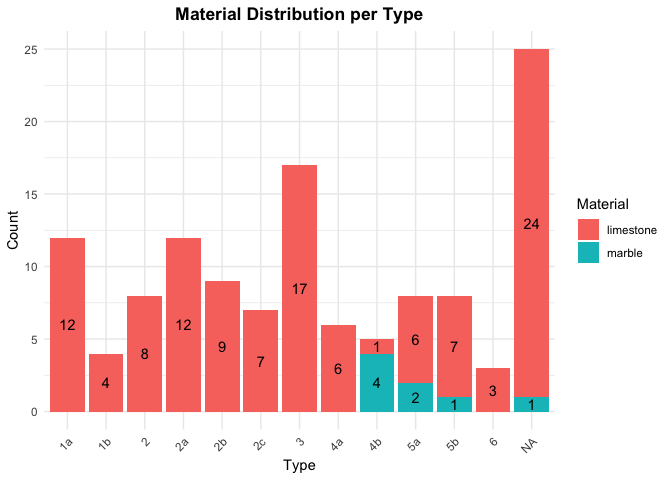 Material Distribution per Type
25
20
15
10
5
0
Count
12
4
8
12
9
7
17
6
1
4
6
2
7
1
3
24
1
1a
1b
2
2a
2b
2c
3
4a
4b
5a
5b
6
NA
Type
Material
limestone
marble